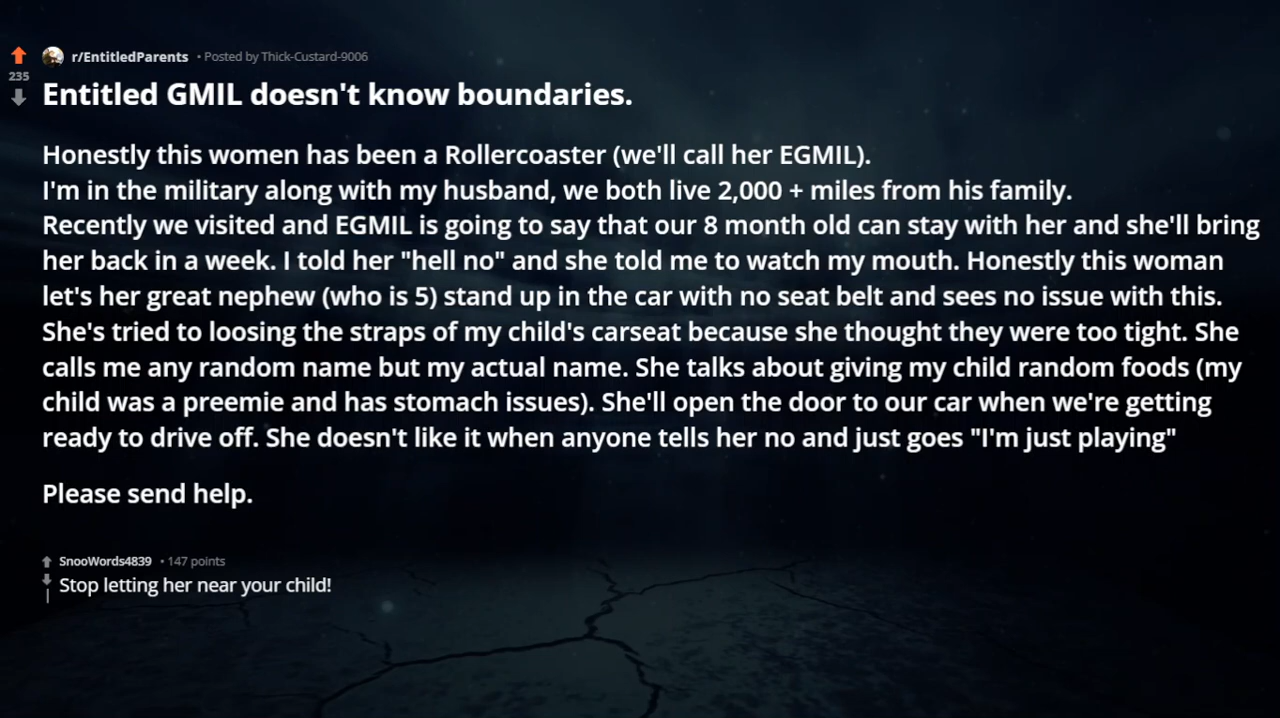 r/EntitledParents • Posted by Thick-Custard-9006
235
Entitled GMIL doesn't know boundaries.
Honestly this women has been a Rollercoaster (we'll call her EGMIL).
I'm in the military along with my husband, we both live 2,000 + miles from his family.
Recently we visited and EGMIL is going to say that our 8 month old can stay with her and she'll bring
her back in a week. I told her "hell no" and she told me to watch my mouth. Honestly this woman
let's her great nephew (who is 5) stand up in the car with no seat belt and sees no issue with this.
She's tried to loosing the straps of my child's carseat because she thought they were too tight. She
calls me any random name but my actual name. She talks about giving my child random foods (my
child was a preemie and has stomach issues). She'll open the door to our car when we're getting
ready to drive off. She doesn't like it when anyone tells her no and just goes "I'm just playing"
Please send help.
SnooWords4839 • 147 points
Stop letting her near your child!